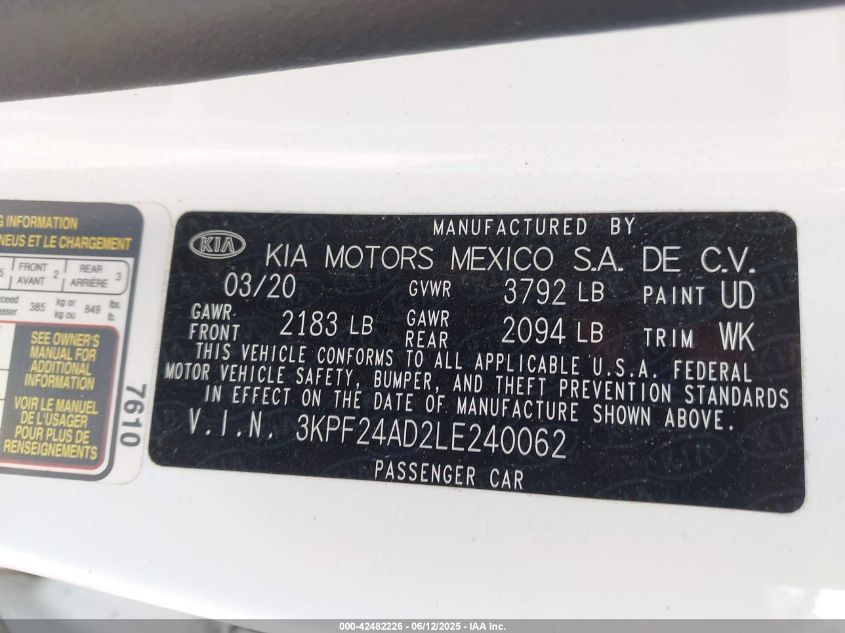 G INFORMATION
NEUS ET LE CHARGEMENT
5 FRONT 2 REAR 3
AVANT ARRIÈRE
385 kg or 849 lbs.
kg ou lb.
SEE OWNER'S
MANUAL FOR
ADDITIONAL
INFORMATION
VOIR LE MANUEL
DE L'USAGER
POUR PLUS DE
RENSEIGNEMENTS
7610
MANUFACTURED BY
KIA KIA MOTORS MEXICO S.A. DE C.V.
03/20 GVWR 3792 LB PAINT UD
GAWR FRONT 2183 LB GAWR REAR 2094 LB TRIM WK
THIS VEHICLE CONFORMS TO ALL APPLICABLE U.S.A. FEDERAL
MOTOR VEHICLE SAFETY, BUMPER, AND THEFT PREVENTION STANDARDS
IN EFFECT ON THE DATE OF MANUFACTURE SHOWN ABOVE.
V.I.N. 3KPF24AD2LE240062
PASSENGER CAR
000-42482226 - 06/12/2025 - IAA Inc.